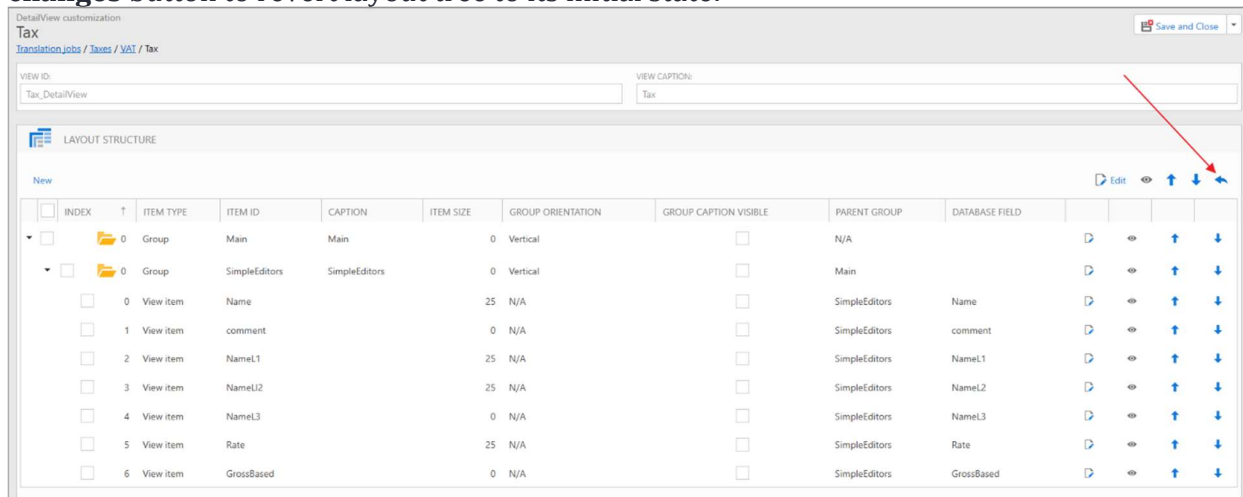 changes button to revert layout tree to its initial state.
DetailView customization
Tax
Save and Close
Translation jobs / Taxes / VAT / Tax
VIEW ID: VIEW CAPTION:
Tax_DetailView Tax
LAYOUT STRUCTURE
New Edit
INDEX ↑ ITEM TYPE ITEM ID CAPTION ITEM SIZE GROUP ORIENTATION GROUP CAPTION VISIBLE PARENT GROUP DATABASE FIELD
0 Group Main Main 0 Vertical N/A
0 Group SimpleEditors SimpleEditors 0 Vertical Main
0 View item Name 25 N/A SimpleEditors Name
1 View item comment 0 N/A SimpleEditors comment
2 View item NameL1 25 N/A SimpleEditors NameL1
3 View item NameLI2 25 N/A SimpleEditors NameL2
4 View item NameL3 0 N/A SimpleEditors NameL3
5 View item Rate 25 N/A SimpleEditors Rate
6 View item GrossBased 0 N/A SimpleEditors GrossBased